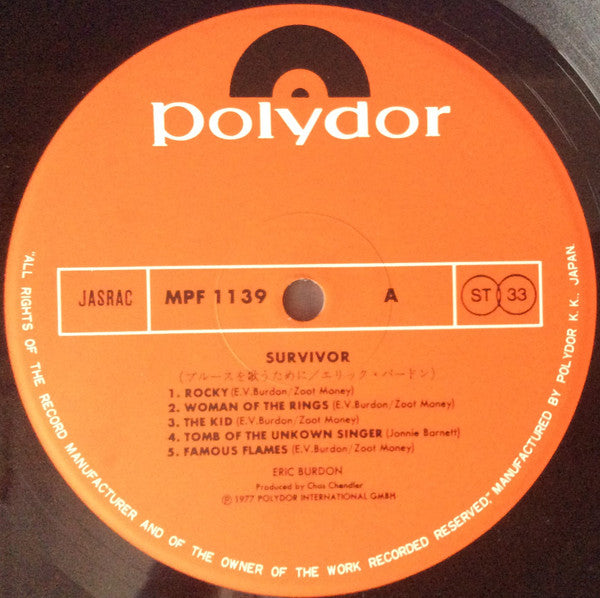 polydor
JASRAC MPF 1139 A ST 33
SURVIVOR
(ブルースを歌うために/エリック・バードン)
1. ROCKY (E.V.Burdon/Zoot Money)
2. WOMAN OF THE RINGS (E.V.Burdon/Zoot Money)
3. THE KID (E.V.Burdon/Zoot Money)
4. TOMB OF THE UNKOWN SINGER (Jonnie Barnett)
5. FAMOUS FLAMES (E.V.Burdon/Zoot Money)
ERIC BURDON
Produced by Chas Chandler
Ⓟ 1977 POLYDOR INTERNATIONAL GMBH
"ALL RIGHTS OF THE RECORD MANUFACTURER AND OF THE OWNER OF THE WORK RECORDED RESERVED." MANUFACTURED BY POLYDOR K.K., JAPAN.